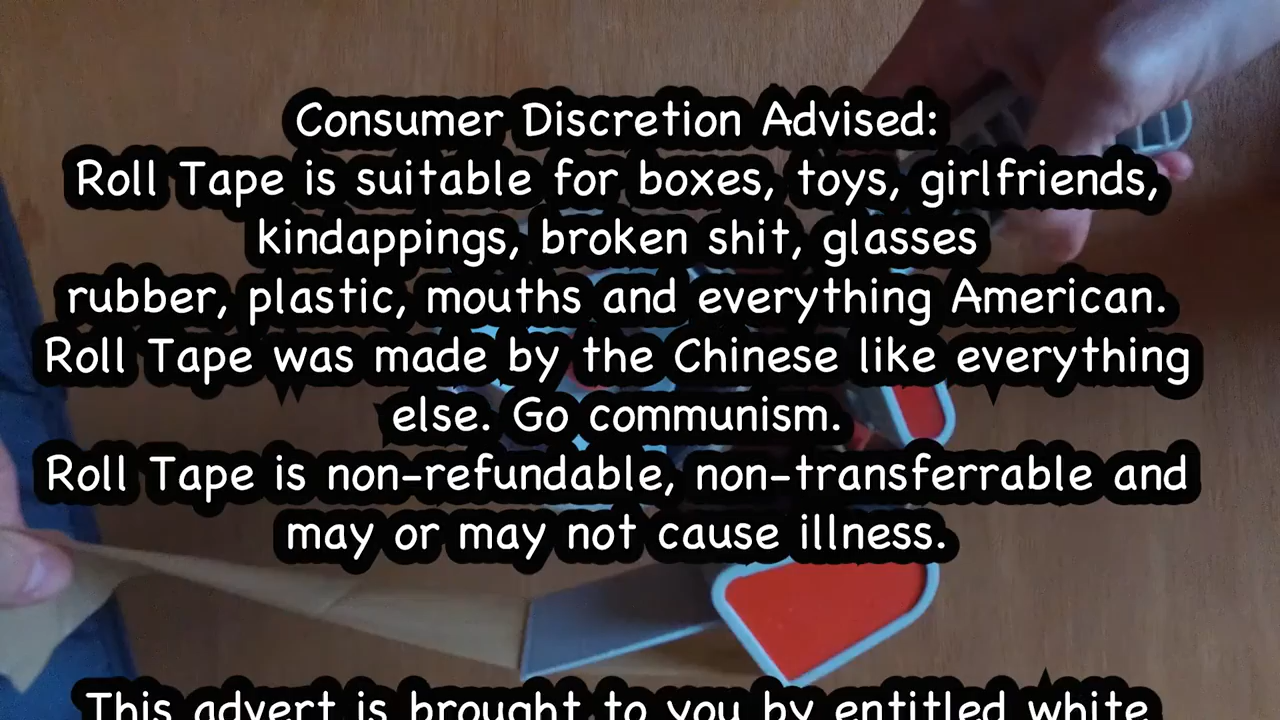 Consumer Discretion Advised:
Roll Tape is suitable for boxes, toys, girlfriends,
kindappings, broken shit, glasses
rubber, plastic, mouths and everything American.
Roll Tape was made by the Chinese like everything
else. Go communism.
Roll Tape is non-refundable, non-transferrable and
may or may not cause illness.
This advert is brought to you by entitled white